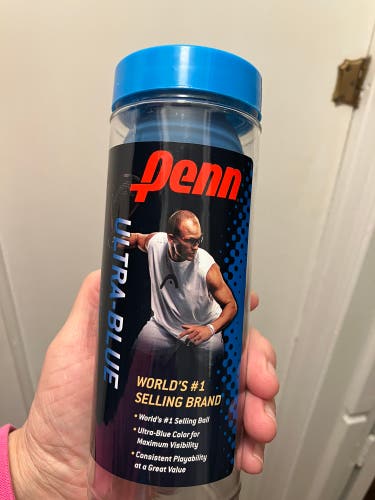 Penn
ULTRA-BLUE
WORLD'S #1
SELLING BRAND
• World's #1 Selling Ball
• Ultra-Blue Color for
Maximum Visibility
• Consistent Playability
at a Great Value